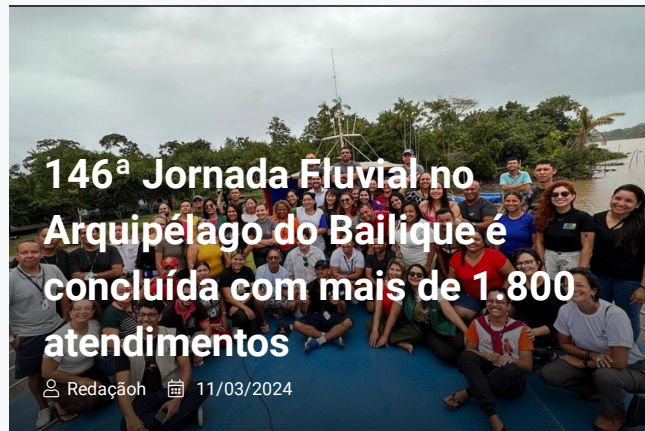 146ª Jornada Fluvial no
Arquipélago do Bailique é
concluída com mais de 1.800
atendimentos
Redaçãoh 11/03/2024